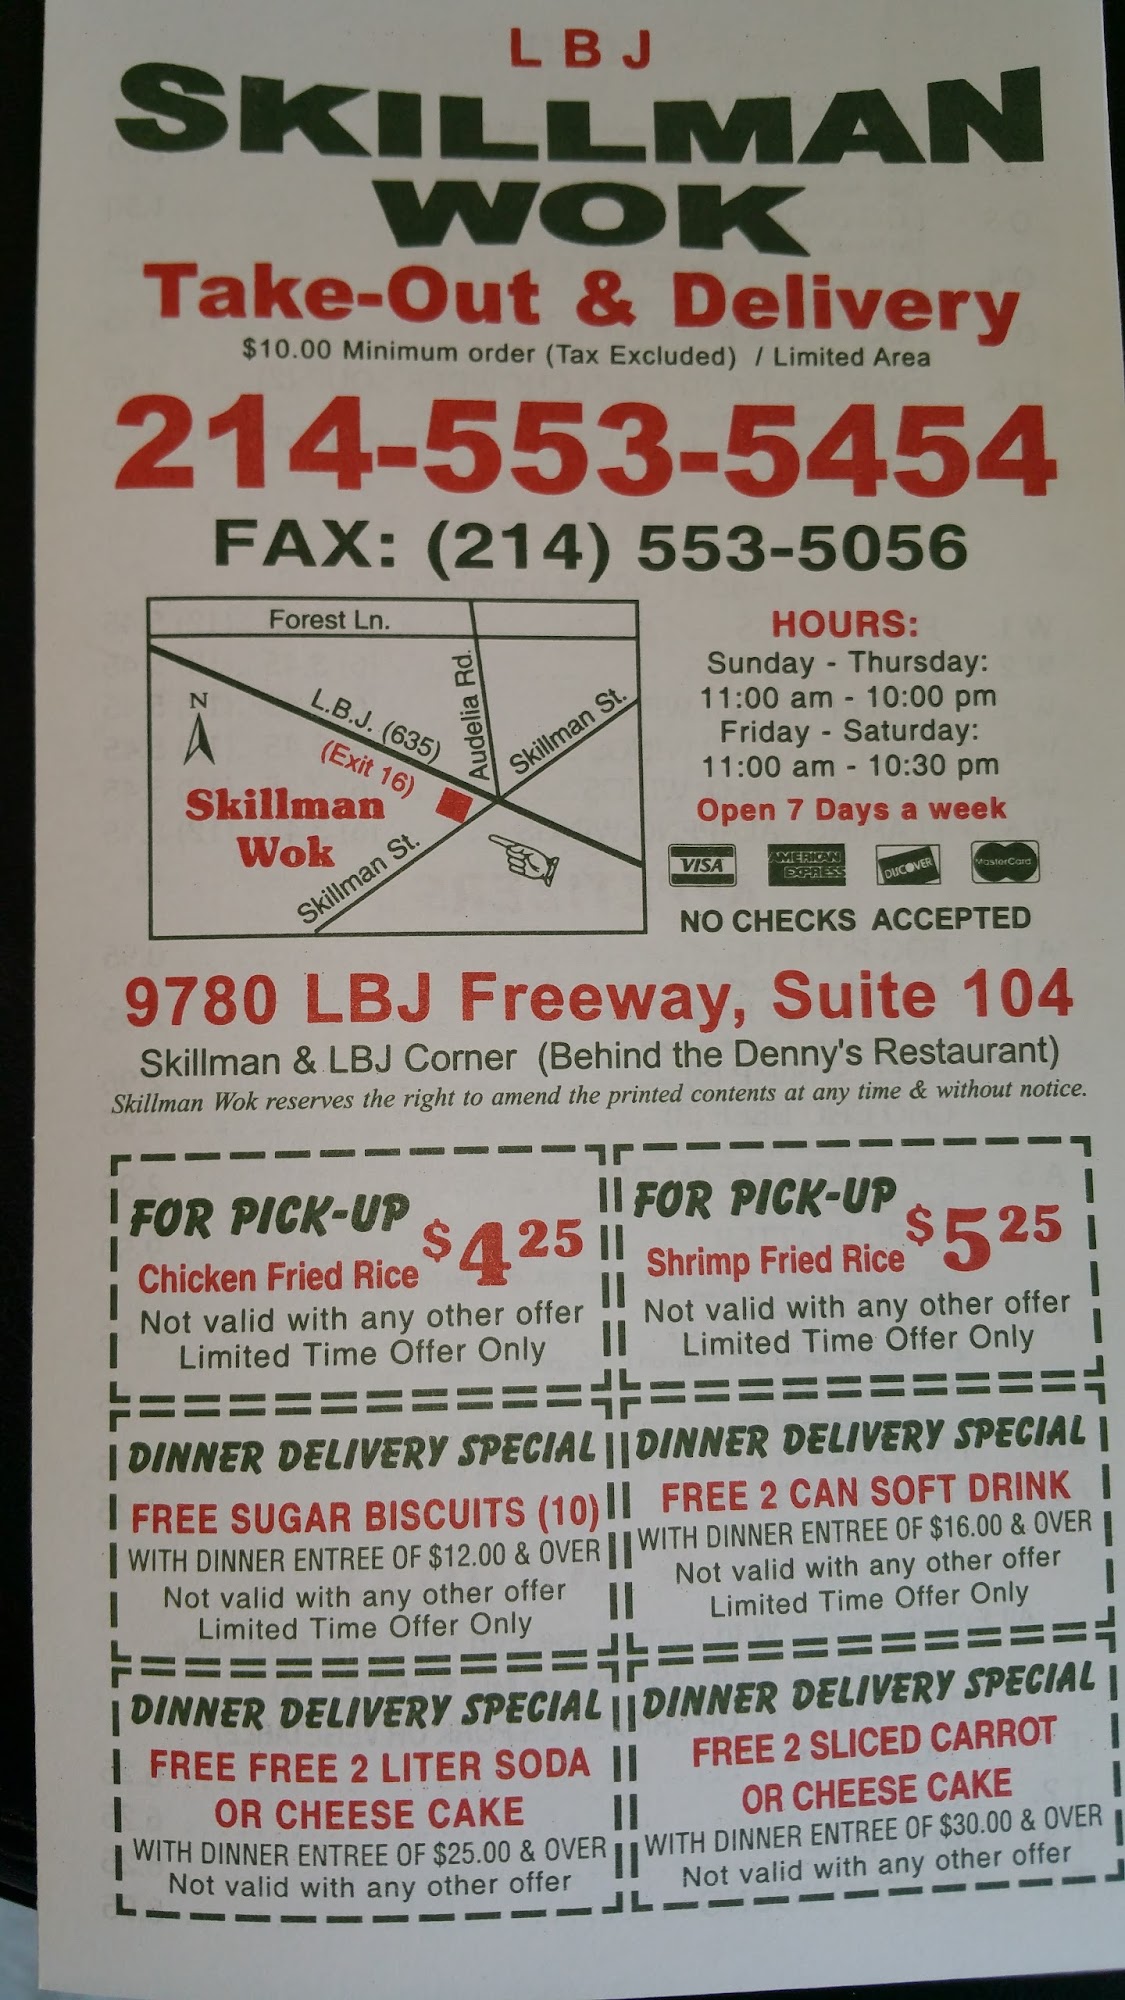 LBJ
SKILLMAN
WOK
Take-Out & Delivery
$10.00 Minimum order (Tax Excluded) / Limited Area
214-553-5454
FAX: (214) 553-5056
Forest Ln.
N
L.B.J. (635)
(Exit 16)
Audelia Rd.
Skillman St.
Skillman
Wok
Skillman St.
HOURS:
Sunday - Thursday:
11:00 am - 10:00 pm
Friday - Saturday:
11:00 am - 10:30 pm
Open 7 Days a week
VISA
AMERICAN
EXPRESS
DUCOVER
MasterCard
NO CHECKS ACCEPTED
9780 LBJ Freeway, Suite 104
Skillman & LBJ Corner (Behind the Denny's Restaurant)
Skillman Wok reserves the right to amend the printed contents at any time & without notice.
FOR PICK-UP
Chicken Fried Rice $4 25
Not valid with any other offer
Limited Time Offer Only
FOR PICK-UP
Shrimp Fried Rice $5 25
Not valid with any other offer
Limited Time Offer Only
DINNER DELIVERY SPECIAL
FREE SUGAR BISCUITS (10)
WITH DINNER ENTREE OF $12.00 & OVER
Not valid with any other offer
Limited Time Offer Only
DINNER DELIVERY SPECIAL
FREE 2 CAN SOFT DRINK
WITH DINNER ENTREE OF $16.00 & OVER
Not valid with any other offer
Limited Time Offer Only
DINNER DELIVERY SPECIAL
FREE FREE 2 LITER SODA
OR CHEESE CAKE
WITH DINNER ENTREE OF $25.00 & OVER
Not valid with any other offer
DINNER DELIVERY SPECIAL
FREE 2 SLICED CARROT
OR CHEESE CAKE
WITH DINNER ENTREE OF $30.00 & OVER
Not valid with any other offer